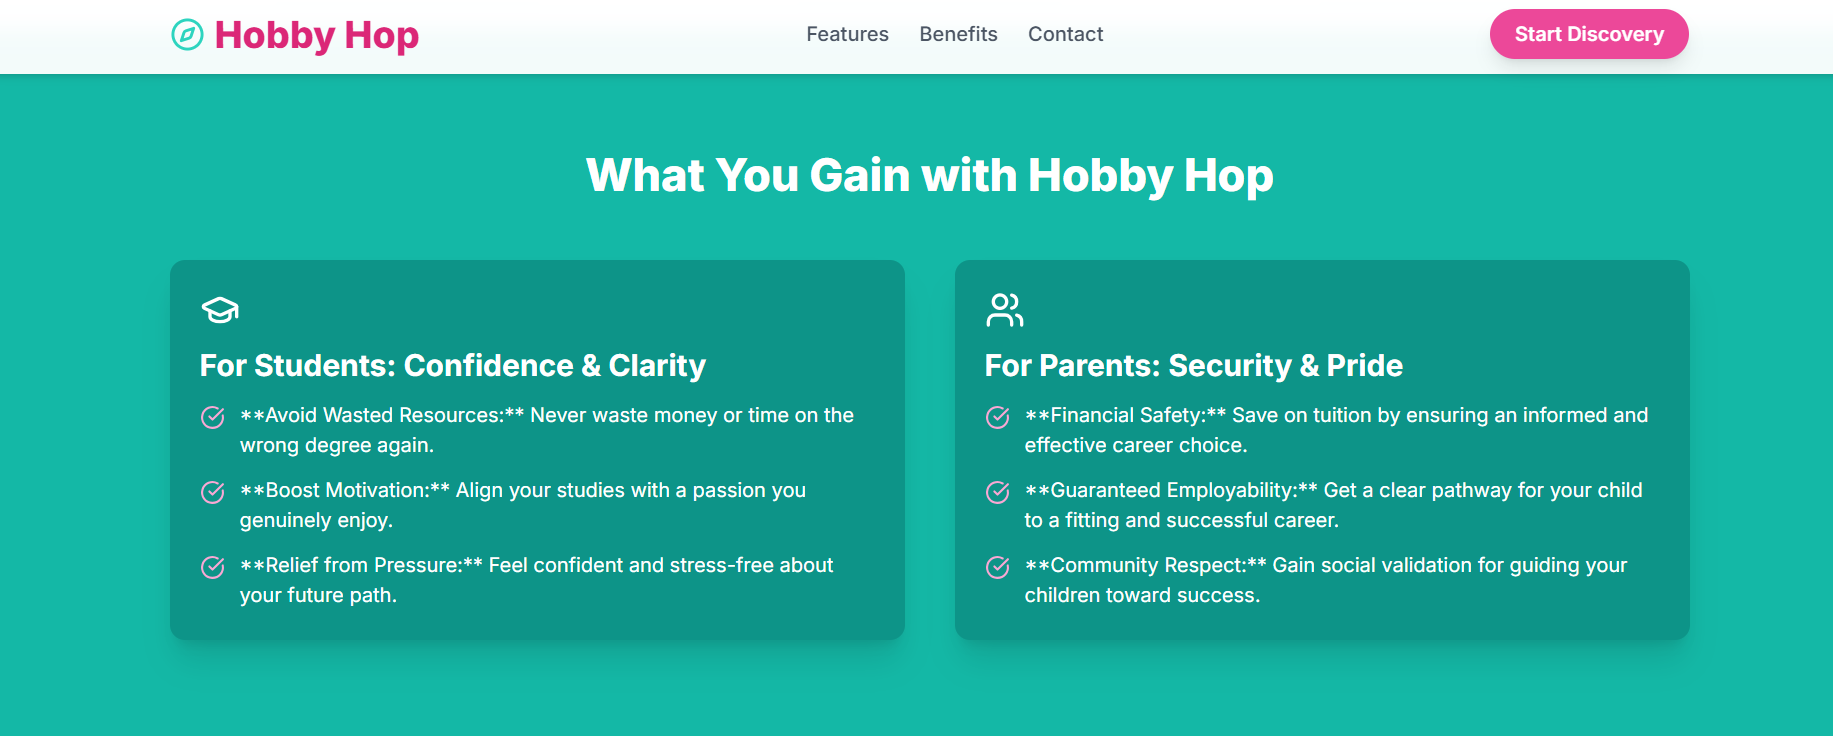 Hobby Hop
Features
Benefits
Contact
Start Discovery
What You Gain with Hobby Hop
For Students: Confidence & Clarity
**Avoid Wasted Resources:** Never waste money or time on the
wrong degree again.
**Boost Motivation:** Align your studies with a passion you
genuinely enjoy.
**Relief from Pressure:** Feel confident and stress-free about
your future path.
For Parents: Security & Pride
**Financial Safety:** Save on tuition by ensuring an informed and
effective career choice.
**Guaranteed Employability:** Get a clear pathway for your child
to a fitting and successful career.
**Community Respect:** Gain social validation for guiding your
children toward success.